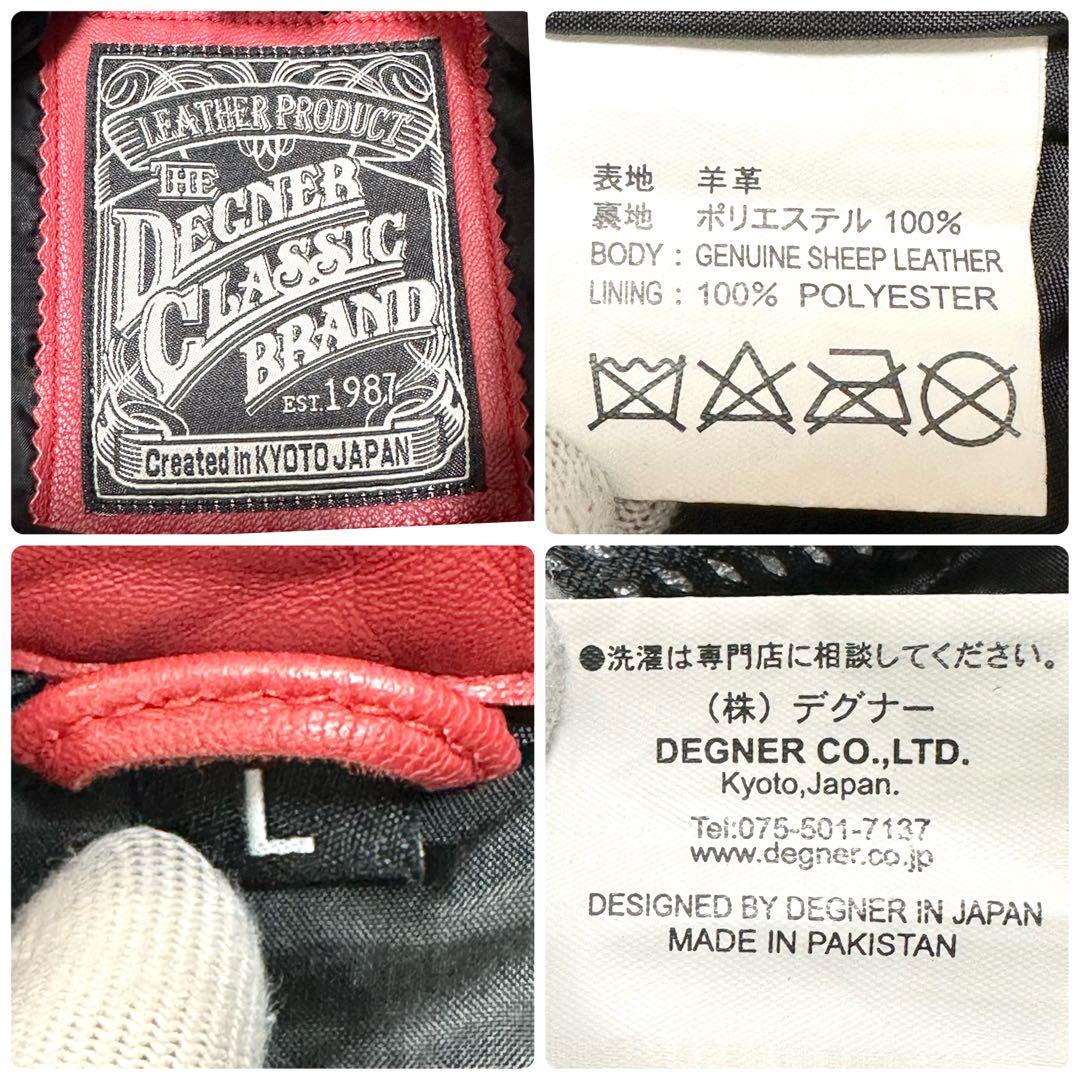 LEATHER PRODUCT
THE
DEGNER
CLASSIC
BRAND
EST.1987
Created in KYOTO JAPAN
表地 羊革
裏地 ポリエステル 100%
BODY : GENUINE SHEEP LEATHER
LINING : 100% POLYESTER
L
●洗濯は専門店に相談してください。
(株) デグナー
DEGNER CO.,LTD.
Kyoto,Japan.
Tel:075-501-7137
www.degner.co.jp
DESIGNED BY DEGNER IN JAPAN
MADE IN PAKISTAN